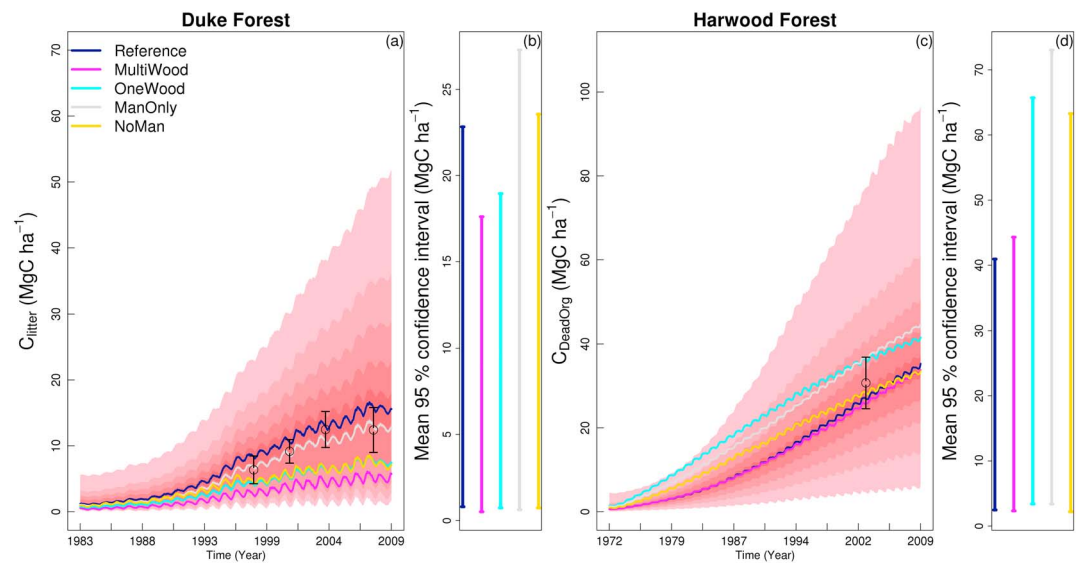 Duke Forest
Harwood Forest
(a)
(b)
(c)
(d)
Reference
MultiWood
OneWood
ManOnly
NoMan
C_litter (MgC ha⁻¹)
70
60
50
40
30
20
10
0
1983 1988 1993 1999 2004 2009
Time (Year)
Mean 95 % confidence interval (MgC ha⁻¹)
25
20
15
10
5
0
C_DeadOrg (MgC ha⁻¹)
100
80
60
40
20
0
1972 1979 1987 1994 2002 2009
Time (Year)
Mean 95 % confidence interval (MgC ha⁻¹)
70
60
50
40
30
20
10
0